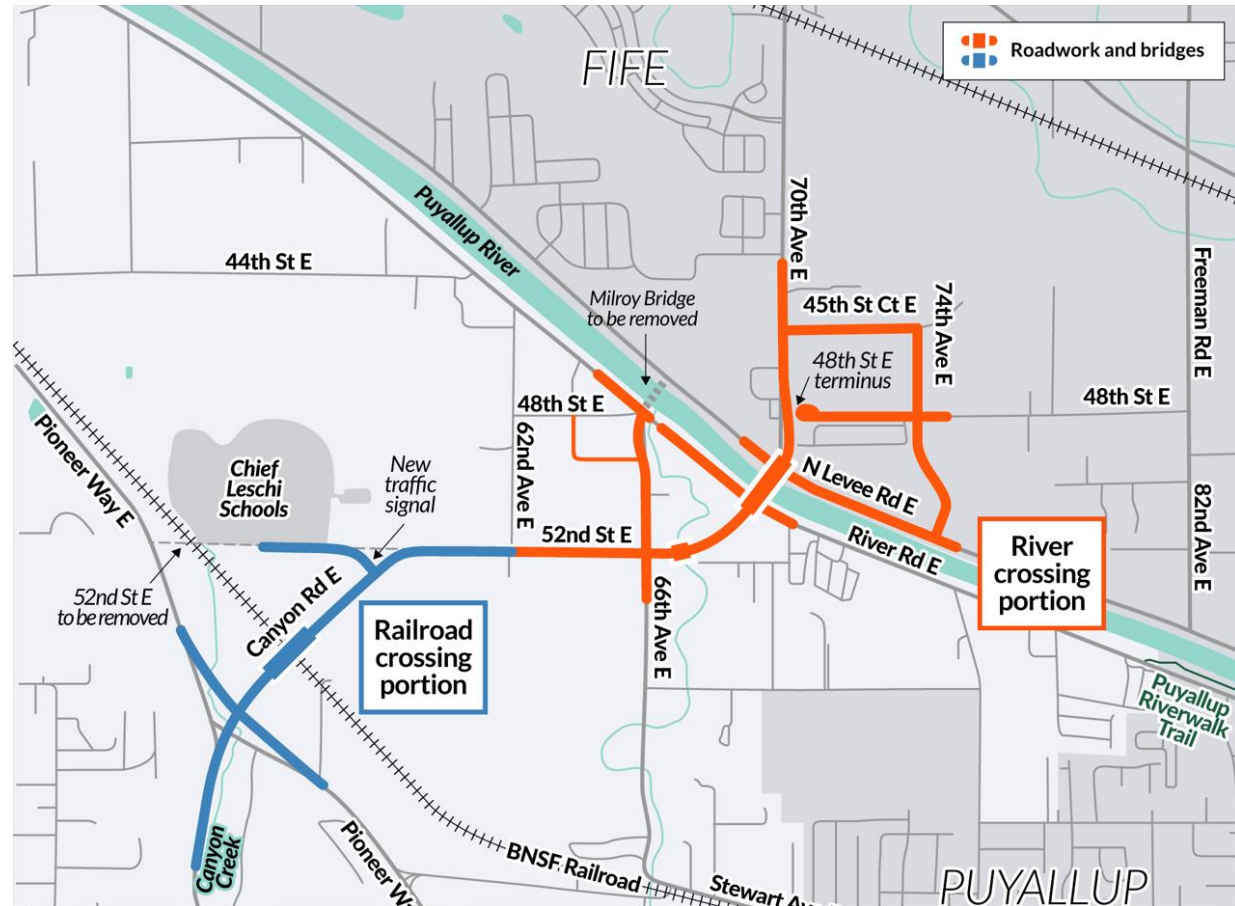 FIFE
Roadwork and bridges
Puyallup River
70th Ave E
44th St E
Freeman Rd E
Milroy Bridge
to be removed
45th St Ct E
74th Ave E
48th St E
terminus
48th St E
48th St E
62nd Ave E
Pioneer Way E
Chief
Leschi
Schools
New
traffic
signal
N Levee Rd E
82nd Ave E
52nd St E
River Rd E
River
crossing
portion
52nd St E
to be removed
Canyon Rd E
66th Ave E
Railroad
crossing
portion
Puyallup
Riverwalk
Trail
Canyon
Creek
Pioneer W
BNSF Railroad
Stewart Av
PUYALLUP